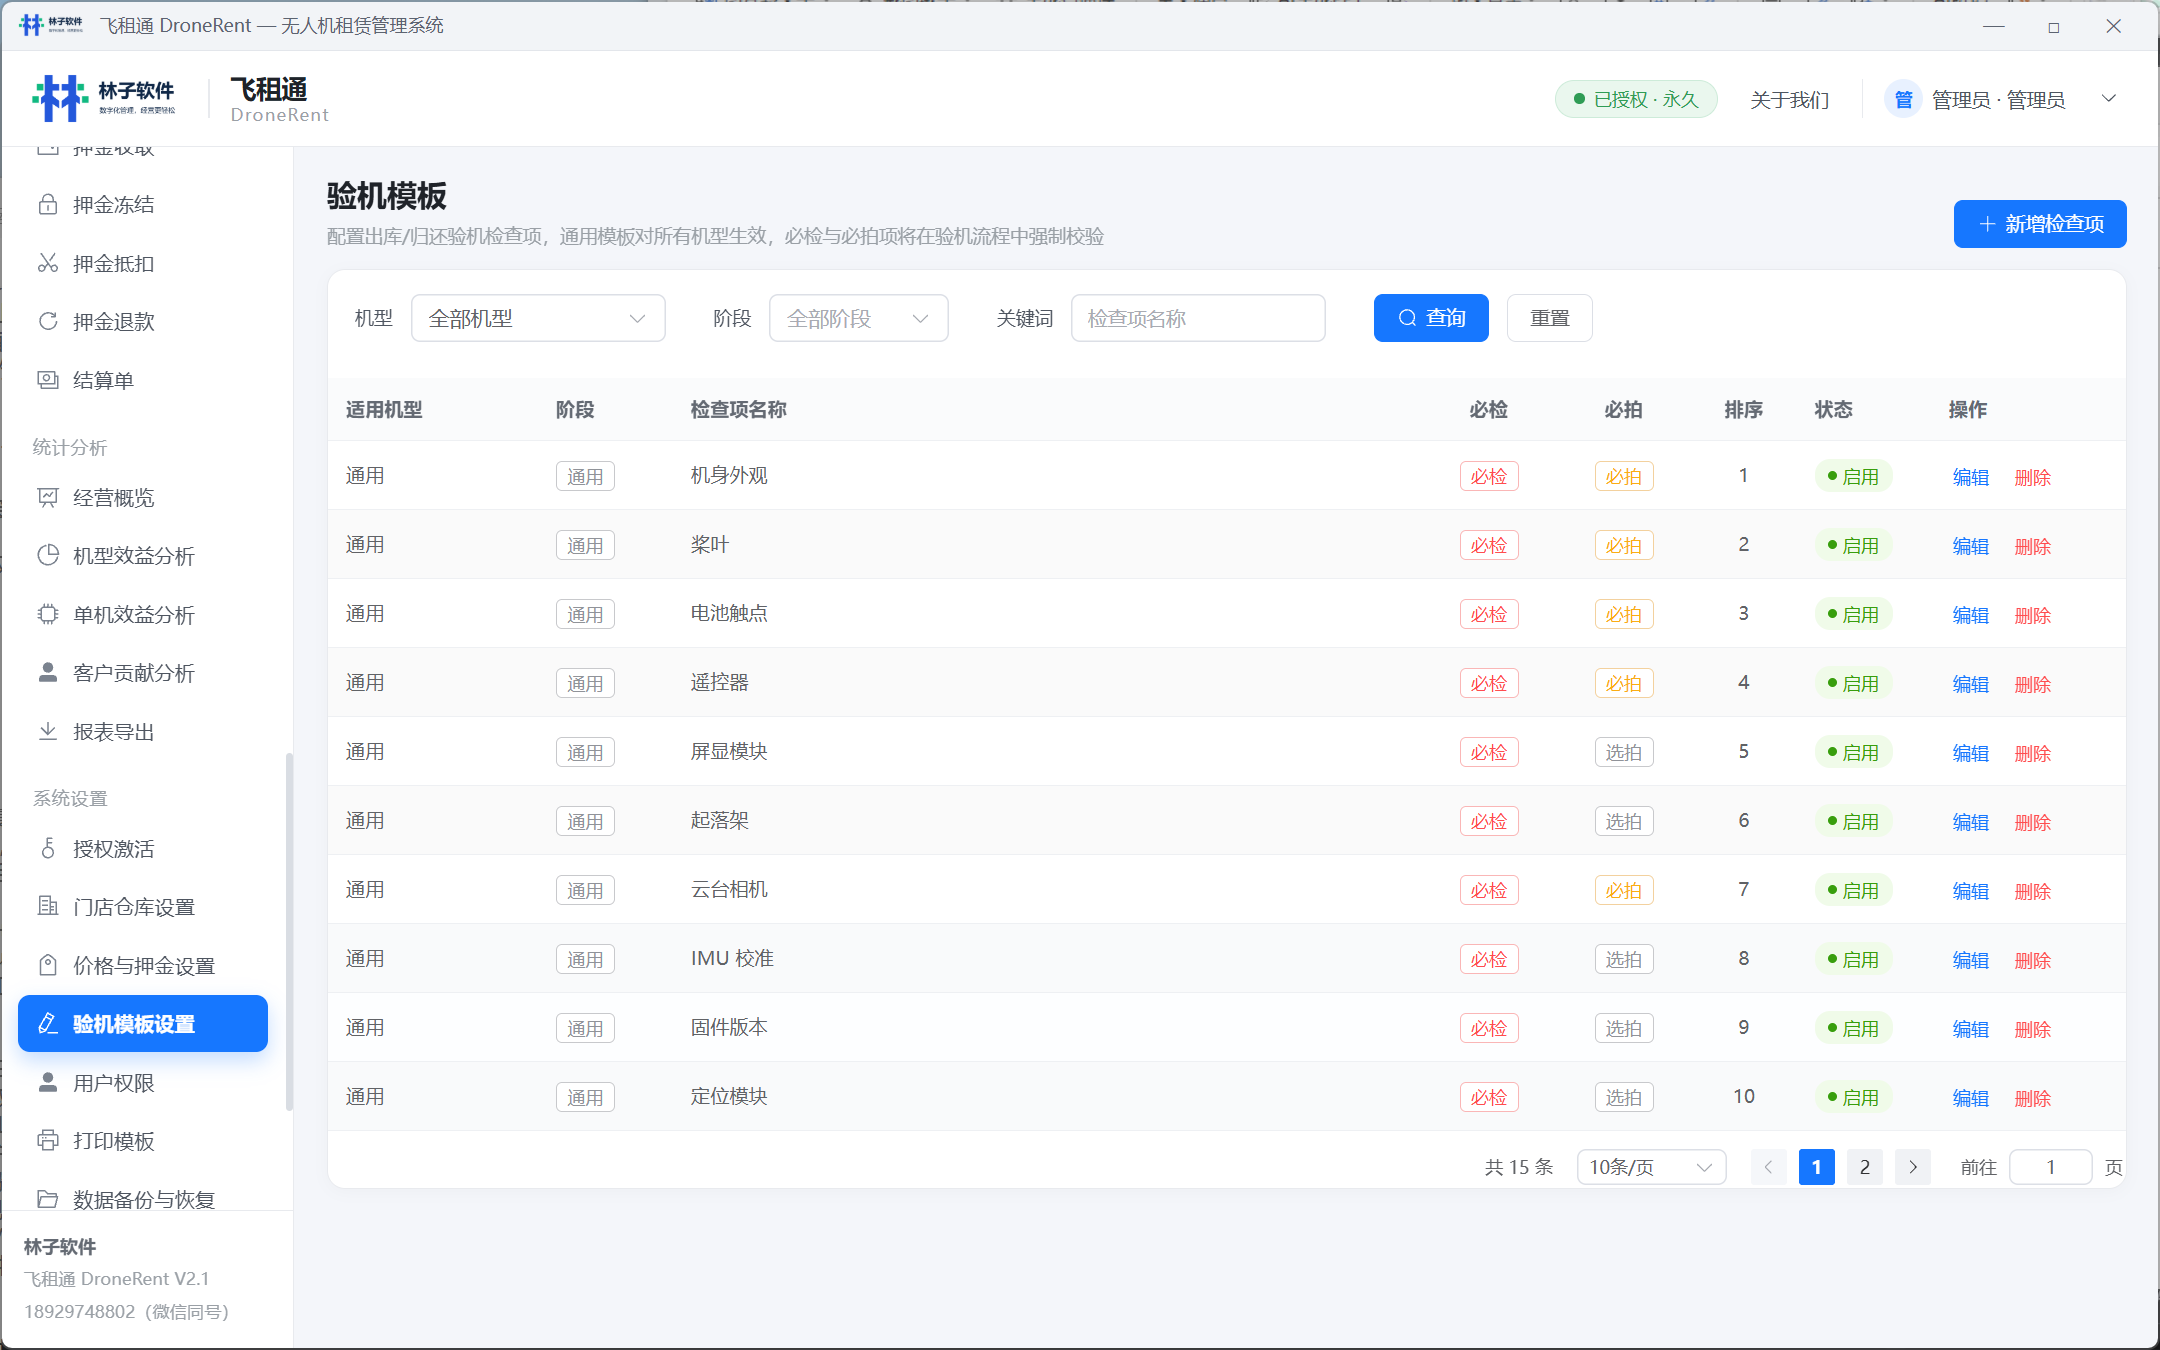 林子软件 飞租通 DroneRent — 无人机租赁管理系统
林子软件
数字化管理，经营更轻松
飞租通
DroneRent
已授权 · 永久
关于我们
管 管理员 · 管理员
押金收取
押金冻结
押金抵扣
押金退款
结算单
统计分析
经营概览
机型效益分析
单机效益分析
客户贡献分析
报表导出
系统设置
授权激活
门店仓库设置
价格与押金设置
验机模板设置
用户权限
打印模板
数据备份与恢复
林子软件
飞租通 DroneRent V2.1
18929748802（微信同号）
验机模板
配置出库/归还验机检查项，通用模板对所有机型生效，必检与必拍项将在验机流程中强制校验
新增检查项
机型 全部机型 阶段 全部阶段 关键词 检查项名称 查询 重置
适用机型 阶段 检查项名称 必检 必拍 排序 状态 操作
通用 通用 机身外观 必检 必拍 1 启用 编辑 删除
通用 通用 桨叶 必检 必拍 2 启用 编辑 删除
通用 通用 电池触点 必检 必拍 3 启用 编辑 删除
通用 通用 遥控器 必检 必拍 4 启用 编辑 删除
通用 通用 屏显模块 必检 选拍 5 启用 编辑 删除
通用 通用 起落架 必检 选拍 6 启用 编辑 删除
通用 通用 云台相机 必检 必拍 7 启用 编辑 删除
通用 通用 IMU 校准 必检 选拍 8 启用 编辑 删除
通用 通用 固件版本 必检 选拍 9 启用 编辑 删除
通用 通用 定位模块 必检 选拍 10 启用 编辑 删除
共 15 条 10条/页 1 2 前往 1 页